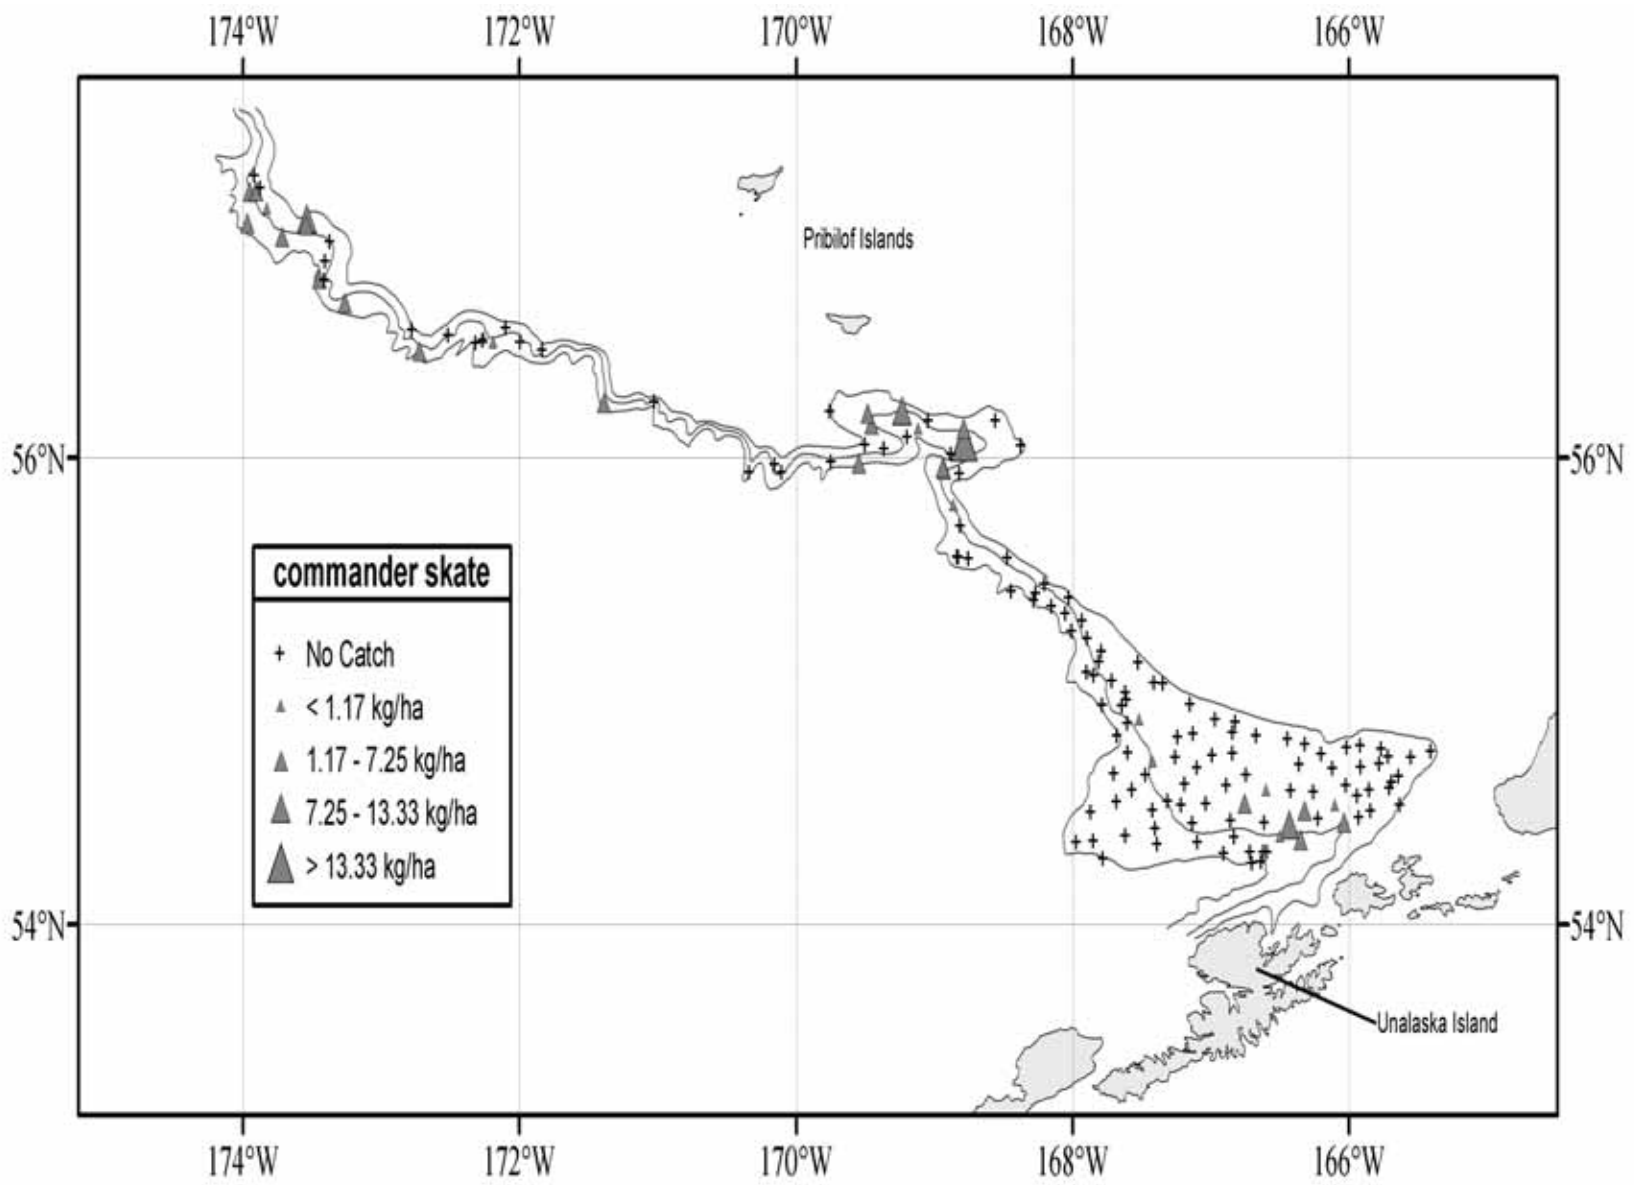 174°W 172°W 170°W 168°W 166°W
Pribilof Islands
56°N 56°N
commander skate
No Catch
< 1.17 kg/ha
1.17 - 7.25 kg/ha
7.25 - 13.33 kg/ha
> 13.33 kg/ha
54°N 54°N
Unalaska Island
174°W 172°W 170°W 168°W 166°W